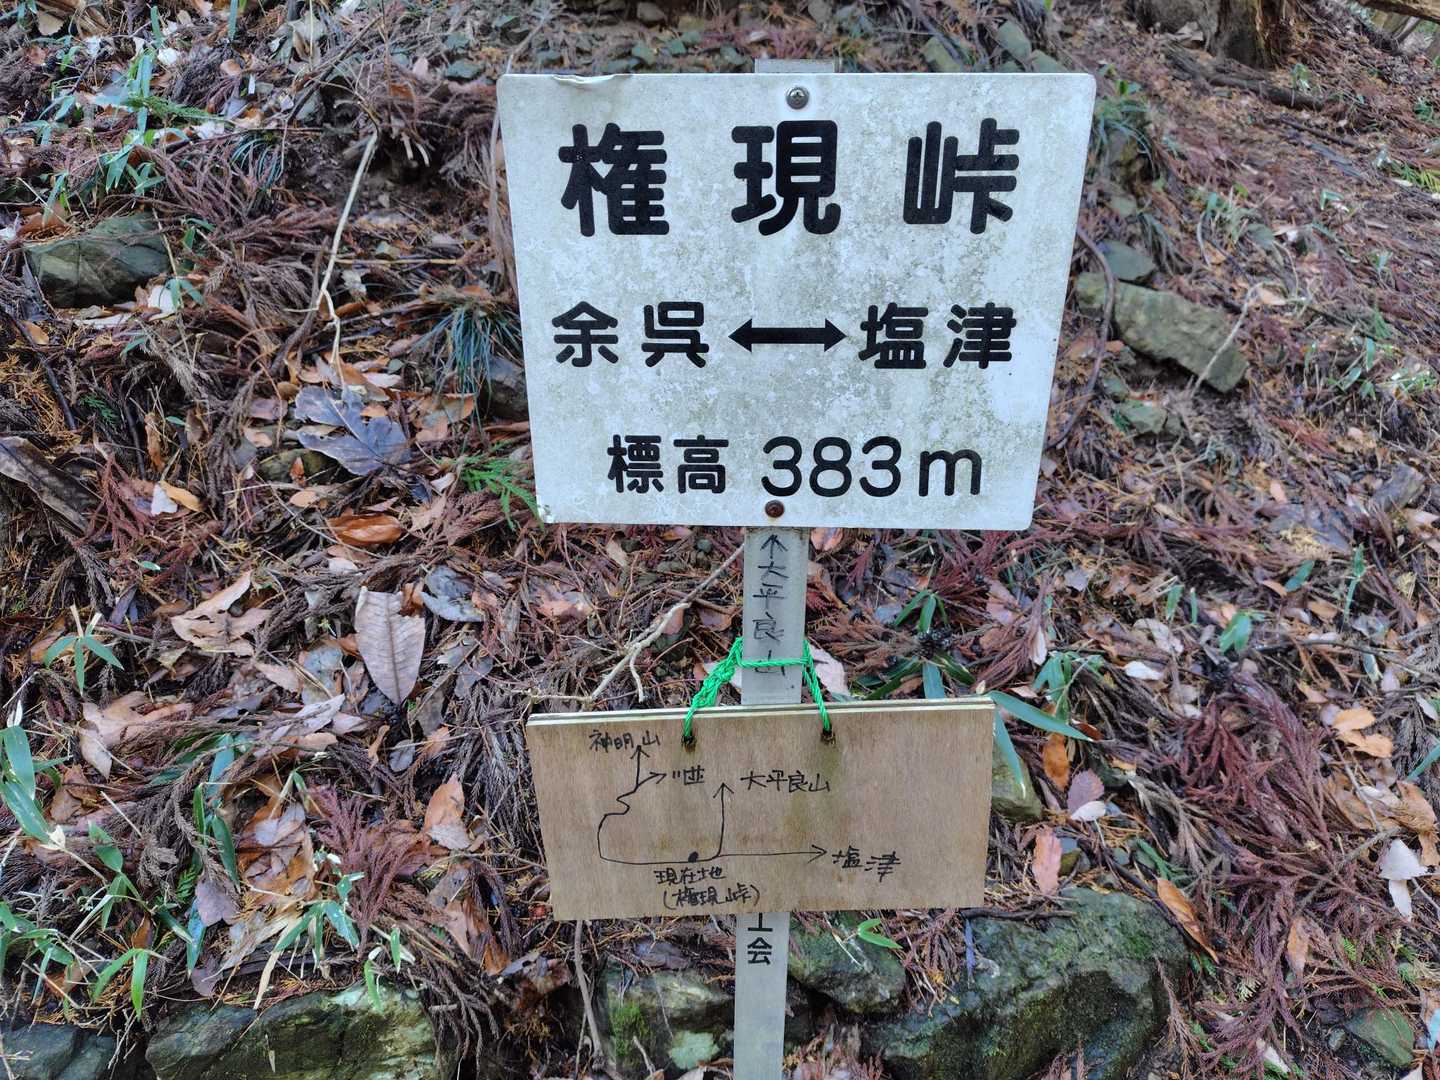 権現峠
余呉↔塩津
標高 383m
↑大平良山
神明山
大平良山
塩津
現在地
(権現峠)
工会